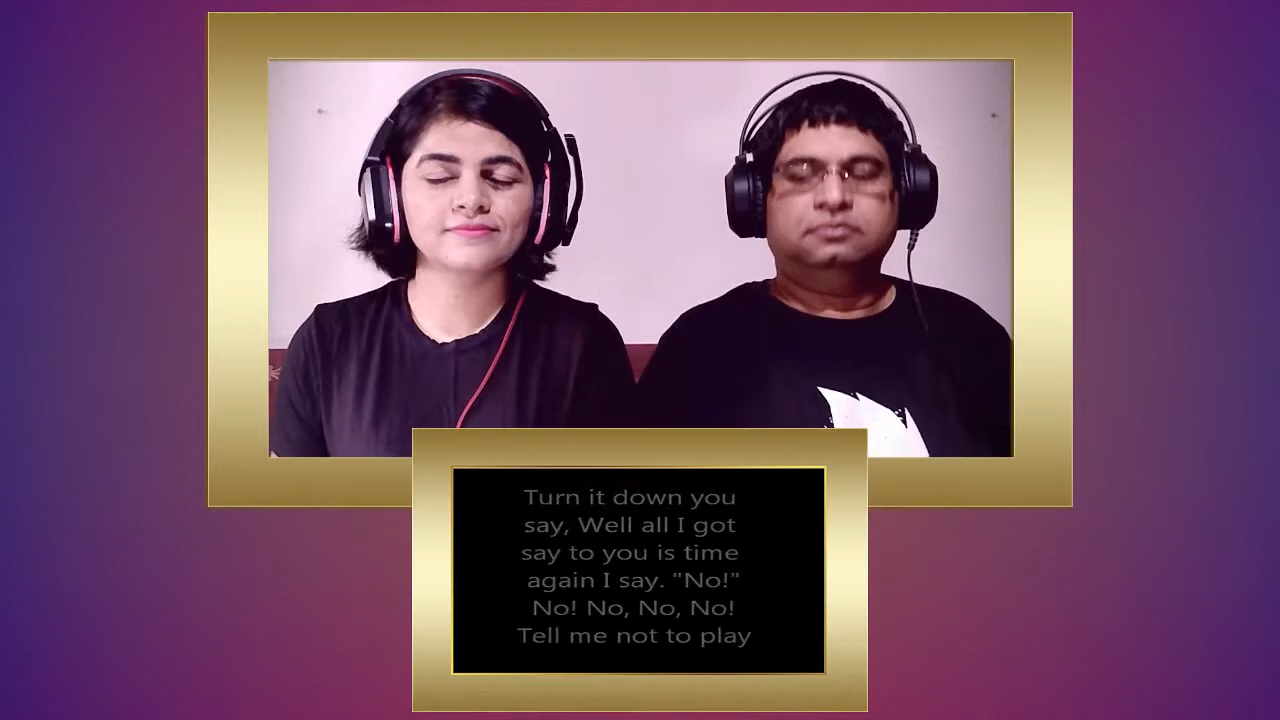 Turn it down you
say, Well all I got
say to you is time
again I say. "No!"
No! No, No, No!
Tell me not to play